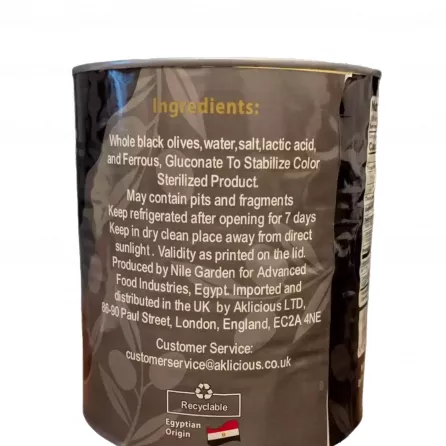 Ingredients:
Whole black olives,water,salt,lactic acid,
and Ferrous, Gluconate To Stabilize Color
Sterilized Product.
May contain pits and fragments
Keep refrigerated after opening for 7 days
Keep in dry clean place away from direct
sunlight. Validity as printed on the lid.
Produced by Nile Garden for Advanced
Food Industries, Egypt. Imported and
distributed in the UK by Aklicious LTD,
86-90 Paul Street, London, England, EC2A 4NE
Customer Service:
customerservice@aklicious.co.uk
Recyclable
Egyptian
Origin